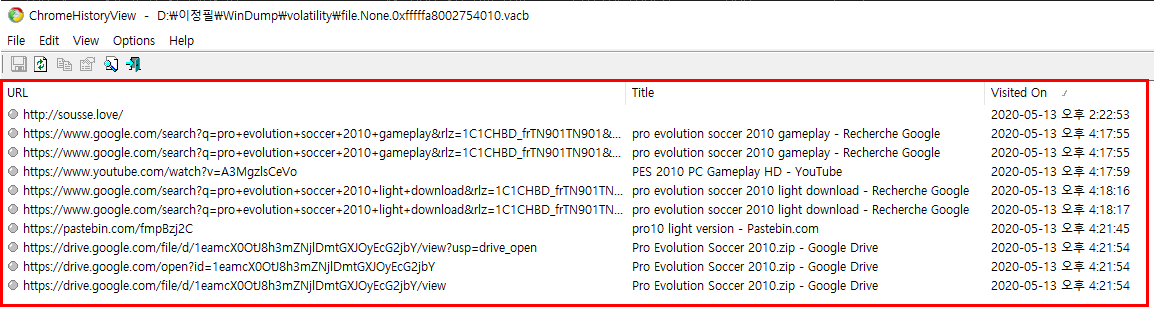 ChromeHistoryView - D:₩이정필₩WinDump₩volatility₩file.None.0xfffffa8002754010.vacb
File Edit View Options Help
URL Title Visited On
http://sousse.love/ 2020-05-13 오후 2:22:53
https://www.google.com/search?q=pro+evolution+soccer+2010+gameplay&rlz=1C1CHBD_frTN901TN901&... pro evolution soccer 2010 gameplay - Recherche Google 2020-05-13 오후 4:17:55
https://www.google.com/search?q=pro+evolution+soccer+2010+gameplay&rlz=1C1CHBD_frTN901TN901&... pro evolution soccer 2010 gameplay - Recherche Google 2020-05-13 오후 4:17:55
https://www.youtube.com/watch?v=A3MgzlsCeVo PES 2010 PC Gameplay HD - YouTube 2020-05-13 오후 4:17:59
https://www.google.com/search?q=pro+evolution+soccer+2010+light+download&rlz=1C1CHBD_frTN901TN... pro evolution soccer 2010 light download - Recherche Google 2020-05-13 오후 4:18:16
https://www.google.com/search?q=pro+evolution+soccer+2010+light+download&rlz=1C1CHBD_frTN901TN... pro evolution soccer 2010 light download - Recherche Google 2020-05-13 오후 4:18:17
https://pastebin.com/fmpBzj2C pro10 light version - Pastebin.com 2020-05-13 오후 4:21:45
https://drive.google.com/file/d/1eamcX0OtJ8h3mZNjlDmtGXJOyEcG2jbY/view?usp=drive_open Pro Evolution Soccer 2010.zip - Google Drive 2020-05-13 오후 4:21:54
https://drive.google.com/open?id=1eamcX0OtJ8h3mZNjlDmtGXJOyEcG2jbY Pro Evolution Soccer 2010.zip - Google Drive 2020-05-13 오후 4:21:54
https://drive.google.com/file/d/1eamcX0OtJ8h3mZNjlDmtGXJOyEcG2jbY/view Pro Evolution Soccer 2010.zip - Google Drive 2020-05-13 오후 4:21:54